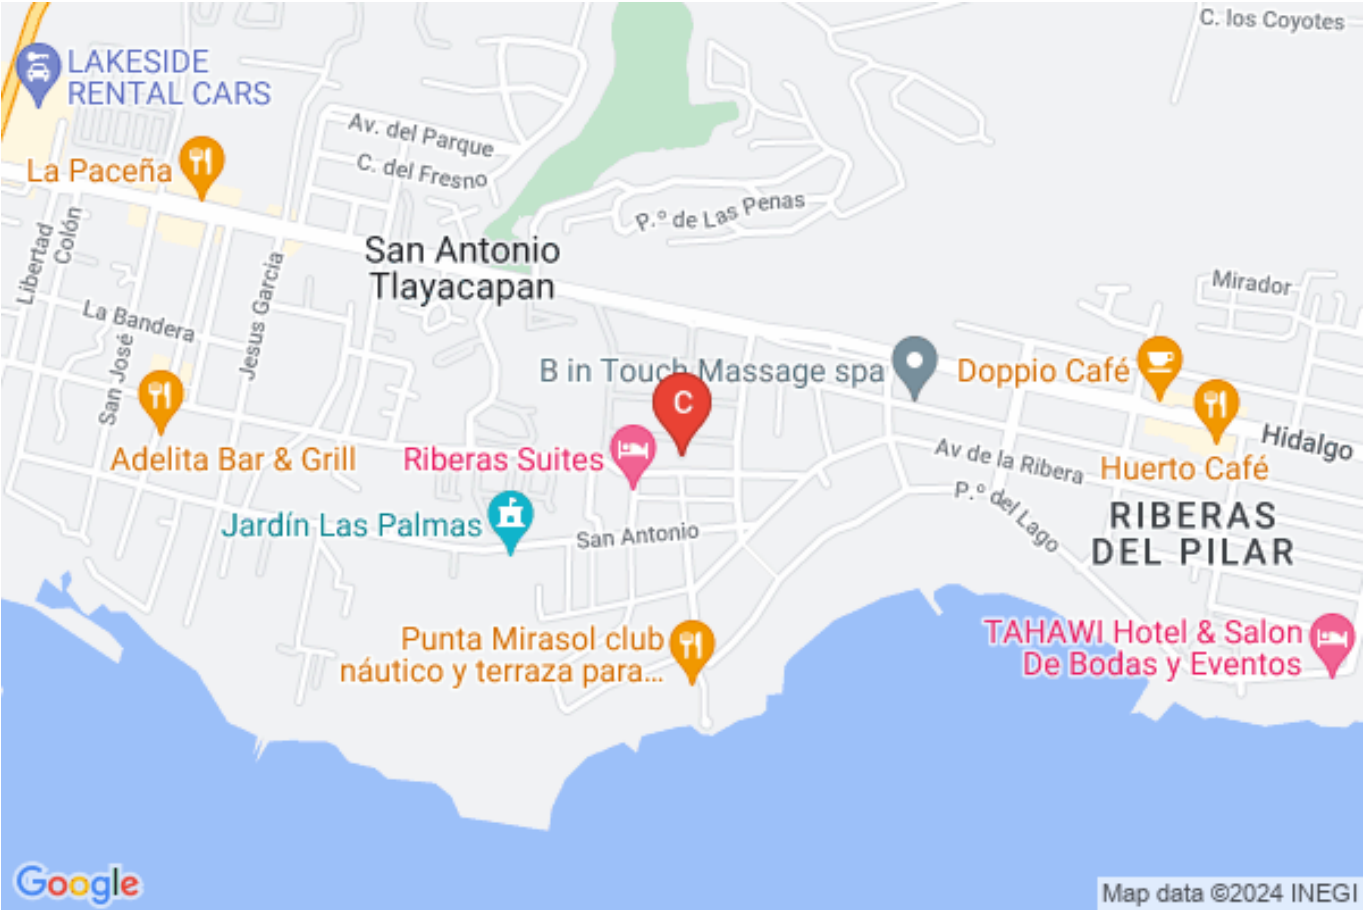 C. los Coyotes
LAKESIDE
RENTAL CARS
Av. del Parque
La Paceña
C. del Fresno
P.º de Las Penas
Libertad
Colón
San Antonio
Tlayacapan
Jesus Garcia
Mirador
La Bandera
San José
B in Touch Massage spa
Doppio Café
C
Hidalgo
Adelita Bar & Grill
Riberas Suites
Av de la Ribera
Huerto Café
P.º del Lago
Jardín Las Palmas
San Antonio
RIBERAS
DEL PILAR
Punta Mirasol club
náutico y terraza para...
TAHAWI Hotel & Salon
De Bodas y Eventos
Google
Map data ©2024 INEGI